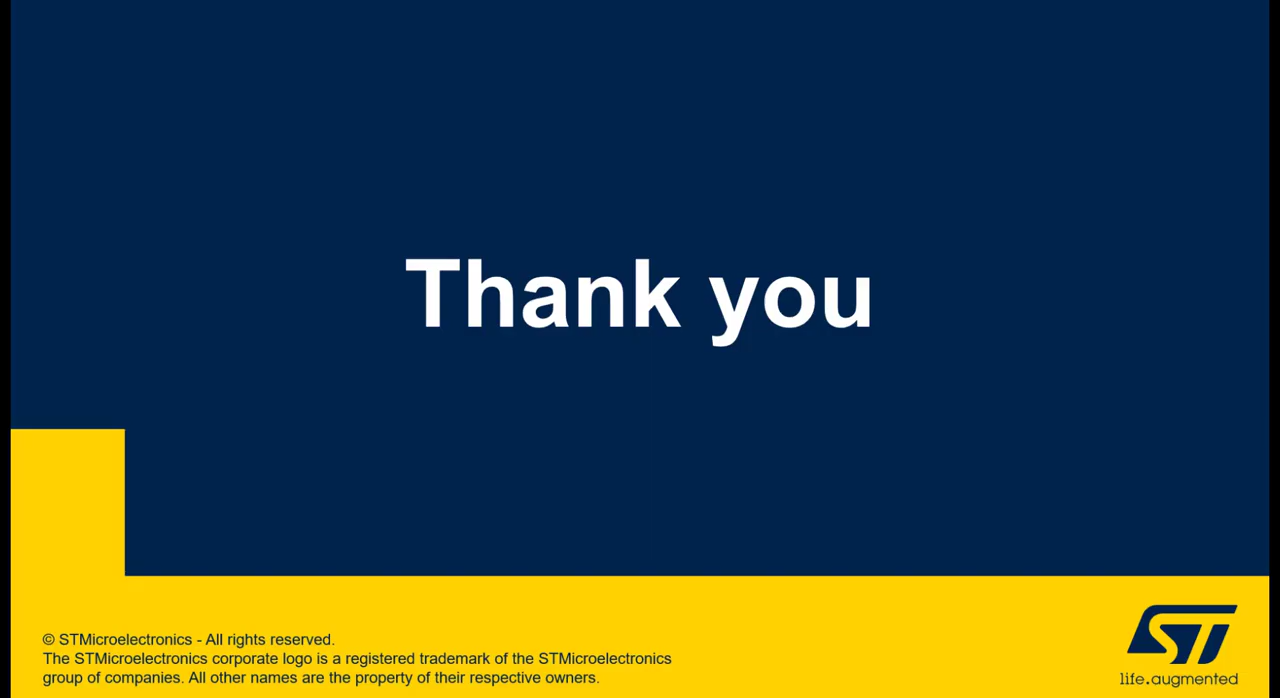 Thank you
© STMicroelectronics - All rights reserved.
The STMicroelectronics corporate logo is a registered trademark of the STMicroelectronics
group of companies. All other names are the property of their respective owners.
ST
life.augmented